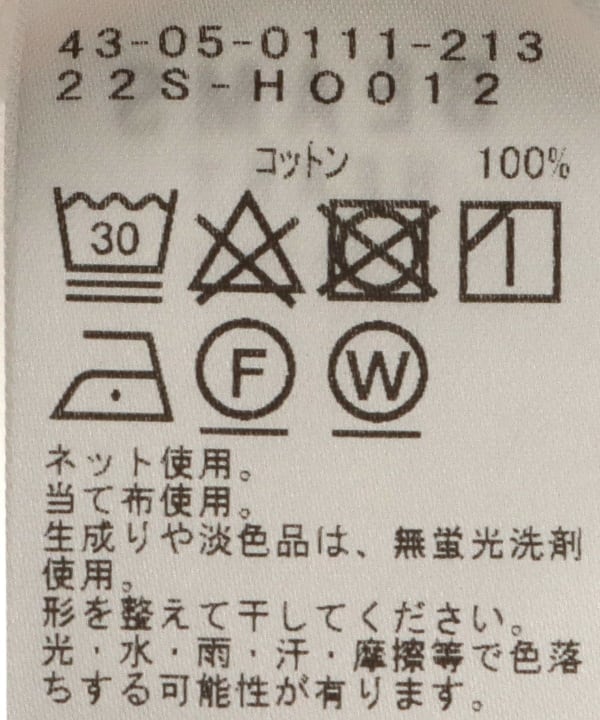 43-05-0111-213
22S-HO012
コットン 100%
30
F W
ネット使用。
当て布使用。
生成りや淡色品は、無蛍光洗剤
使用。
形を整えて干してください。
光・水・雨・汗・摩擦等で色落
ちする可能性が有ります。